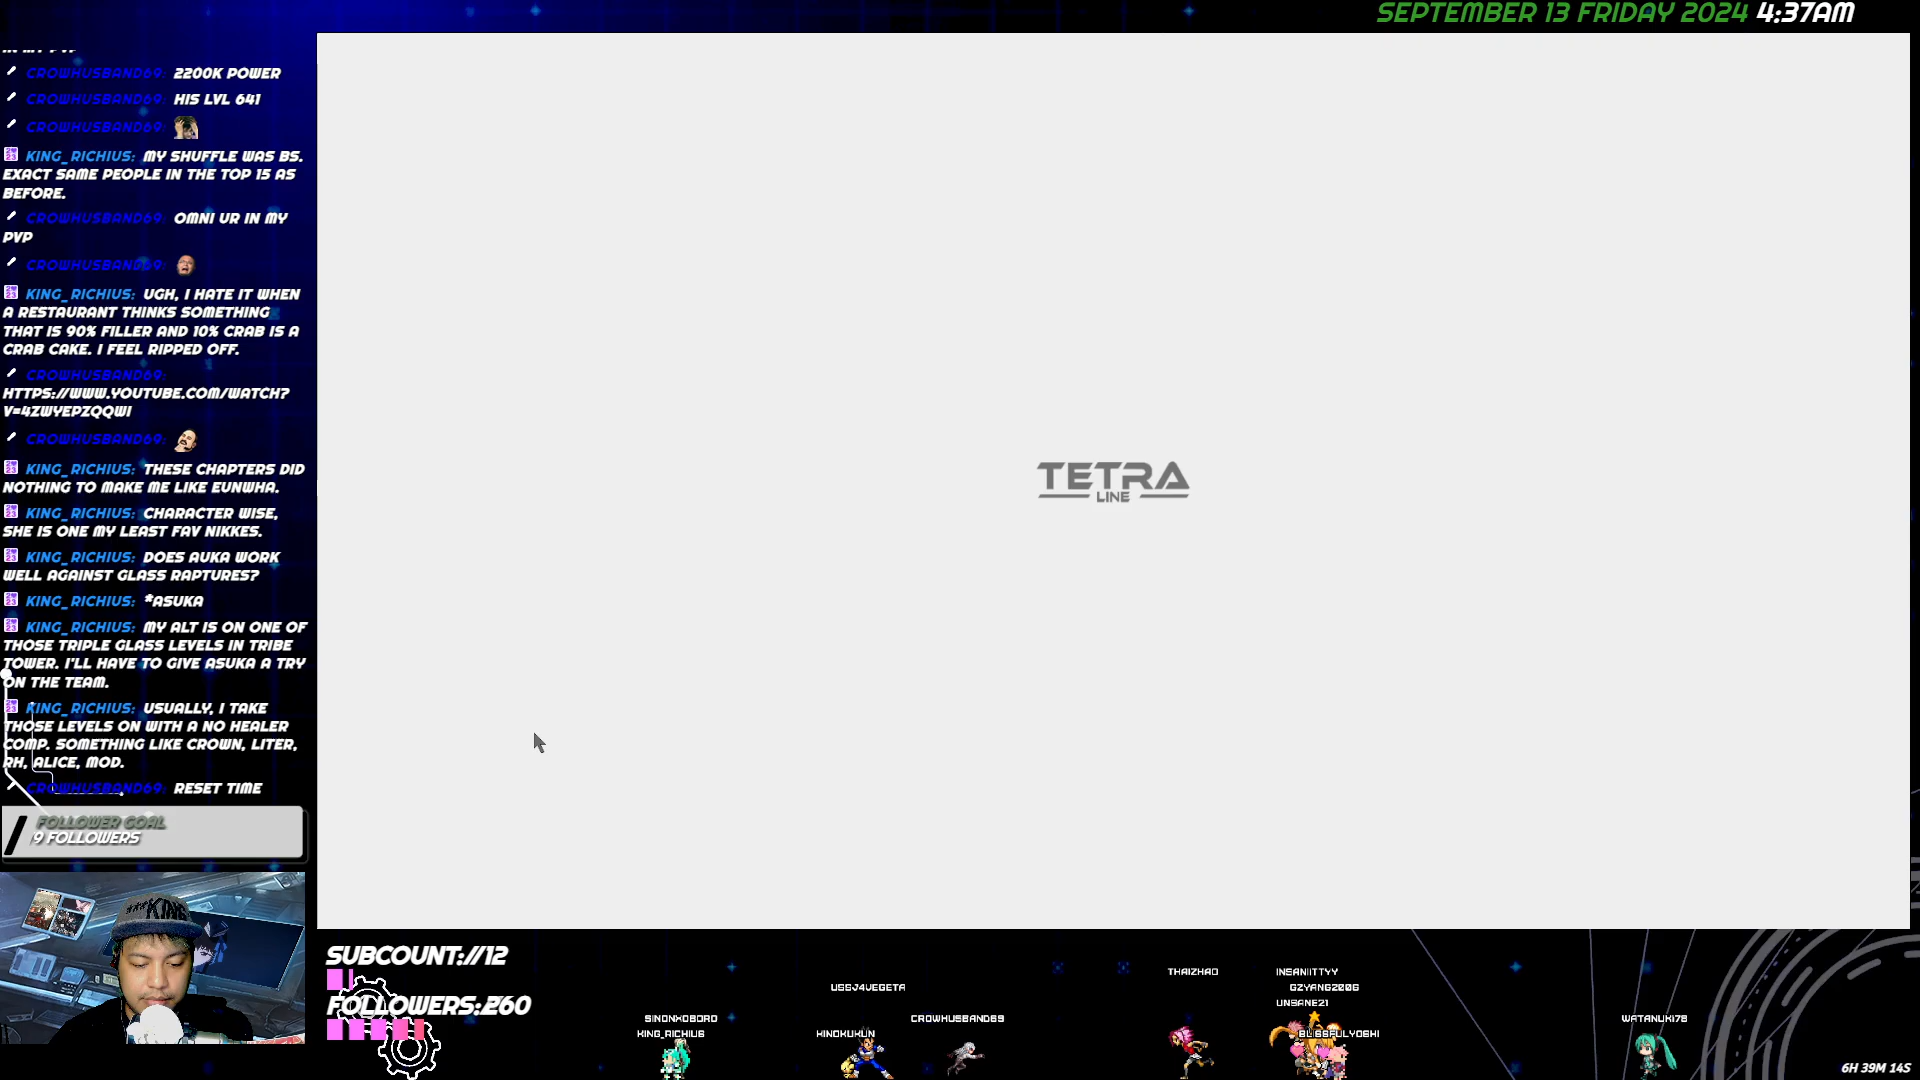 SEPTEMBER 13 FRIDAY 2024 4:37AM
CROWHUSBAND69: 2200K POWER
CROWHUSBAND69: HIS LVL 641
CROWHUSBAND69:
KING_RICHIUS: MY SHUFFLE WAS BS.
EXACT SAME PEOPLE IN THE TOP 15 AS
BEFORE.
CROWHUSBAND69: OMNI UR IN MY
PVP
CROWHUSBAND69:
KING_RICHIUS: UGH, I HATE IT WHEN
A RESTAURANT THINKS SOMETHING
THAT IS 90% FILLER AND 10% CRAB IS A
CRAB CAKE. I FEEL RIPPED OFF.
CROWHUSBAND69:
HTTPS://WWW.YOUTUBE.COM/WATCH?
V=4ZWYEPZQQWI
CROWHUSBAND69:
KING_RICHIUS: THESE CHAPTERS DID
NOTHING TO MAKE ME LIKE EUNWHA.
KING_RICHIUS: CHARACTER WISE,
SHE IS ONE MY LEAST FAV NIKKES.
KING_RICHIUS: DOES AUKA WORK
WELL AGAINST GLASS RAPTURES?
KING_RICHIUS: *ASUKA
KING_RICHIUS: MY ALT IS ON ONE OF
THOSE TRIPLE GLASS LEVELS IN TRIBE
TOWER. I'LL HAVE TO GIVE ASUKA A TRY
ON THE TEAM.
KING_RICHIUS: USUALLY, I TAKE
THOSE LEVELS ON WITH A NO HEALER
COMP. SOMETHING LIKE CROWN, LITER,
RH, ALICE, MOD.
CROWHUSBAND69: RESET TIME
FOLLOWER GOAL
9 FOLLOWERS
TETRA
LINE
KING
SUBCOUNT://12
FOLLOWERS:260
SINONXOBORO
KING_RICHIUS
USSJ4VEGETA
KINOKUKUN
CROWHUSBAND69
THAIZHAO
INSANIITTYY
GZYANG2006
UNSANE21
BLISSFULYOSHI
WATANUKI78
6H 39M 14S